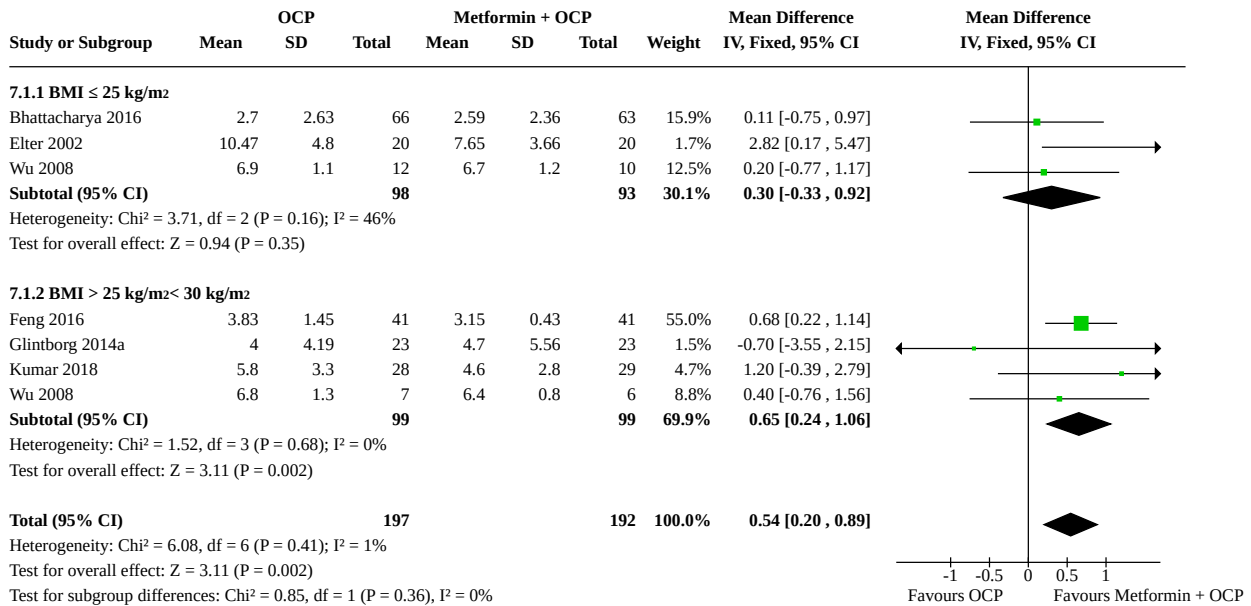 OCP Metformin + OCP Mean Difference Mean Difference
Study or Subgroup Mean SD Total Mean SD Total Weight IV, Fixed, 95% CI IV, Fixed, 95% CI
7.1.1 BMI ≤ 25 kg/m2
Bhattacharya 2016 2.7 2.63 66 2.59 2.36 63 15.9% 0.11 [-0.75 , 0.97]
Elter 2002 10.47 4.8 20 7.65 3.66 20 1.7% 2.82 [0.17 , 5.47]
Wu 2008 6.9 1.1 12 6.7 1.2 10 12.5% 0.20 [-0.77 , 1.17]
Subtotal (95% CI) 98 93 30.1% 0.30 [-0.33 , 0.92]
Heterogeneity: Chi² = 3.71, df = 2 (P = 0.16); I² = 46%
Test for overall effect: Z = 0.94 (P = 0.35)
7.1.2 BMI > 25 kg/m2< 30 kg/m2
Feng 2016 3.83 1.45 41 3.15 0.43 41 55.0% 0.68 [0.22 , 1.14]
Glintborg 2014a 4 4.19 23 4.7 5.56 23 1.5% -0.70 [-3.55 , 2.15]
Kumar 2018 5.8 3.3 28 4.6 2.8 29 4.7% 1.20 [-0.39 , 2.79]
Wu 2008 6.8 1.3 7 6.4 0.8 6 8.8% 0.40 [-0.76 , 1.56]
Subtotal (95% CI) 99 99 69.9% 0.65 [0.24 , 1.06]
Heterogeneity: Chi² = 1.52, df = 3 (P = 0.68); I² = 0%
Test for overall effect: Z = 3.11 (P = 0.002)
Total (95% CI) 197 192 100.0% 0.54 [0.20 , 0.89]
Heterogeneity: Chi² = 6.08, df = 6 (P = 0.41); I² = 1%
Test for overall effect: Z = 3.11 (P = 0.002)
-1 -0.5 0 0.5 1
Test for subgroup differences: Chi² = 0.85, df = 1 (P = 0.36), I² = 0% Favours OCP Favours Metformin + OCP